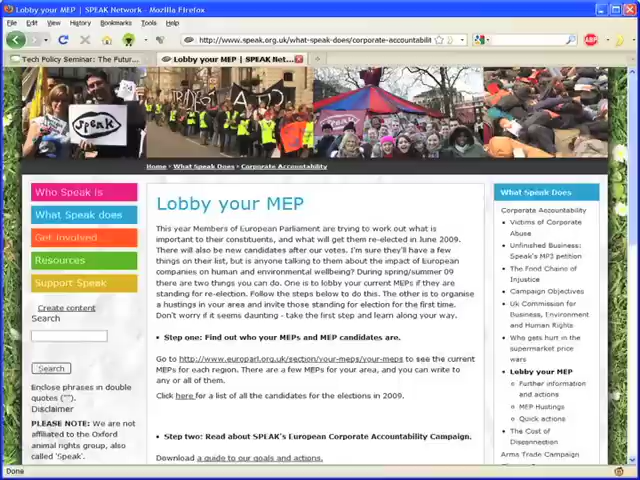 Lobby your MEP | SPEAK Network - Mozilla Firefox
File Edit View History Bookmarks Tools Help
http://www.speak.org.uk/what-speak-does/corporate-accountabilit
ABP
Tech Policy Seminar: The Futur...
Lobby your MEP | SPEAK Net...
speak
Home » What Speak Does » Corporate Accountability
Who Speak is
What Speak does
Get involved...
Resources
Support Speak
Create content
Search
Search
Enclose phrases in double
quotes ("").
Disclaimer
PLEASE NOTE: We are not
affiliated to the Oxford
animal rights group, also
called 'Speak'.
Lobby your MEP
This year Members of European Parliament are trying to work out what is
important to their constituents, and what will get them re-elected in June 2009.
There will also be new candidates after our votes. I'm sure they'll have a few
things on their list, but is anyone talking to them about the impact of European
companies on human and environmental wellbeing? During spring/summer 09
there are two things you can do. One is to lobby your current MEPs if they are
standing for re-election. Follow the steps below to do this. The other is to organise
a hustings in your area and invite those standing for election for the first time.
Don't worry if it seems daunting - take the first step and learn along your way.
• Step one: Find out who your MEPs and MEP candidates are.
Go to http://www.europarl.org.uk/section/your-meps/your-meps to see the current
MEPs for each region. There are a few MEPs for your area, and you can write to
any or all of them.
Click here for a list of all the candidates for the elections in 2009.
• Step two: Read about SPEAK's European Corporate Accountability Campaign.
Download a guide to our goals and actions.
What Speak Does
Corporate Accountability
Victims of Corporate
Abuse
Unfinished Business:
Speak's MP3 petition
The Food Chains of
Injustice
Campaign Objectives
Uk Commission for
Business, Environment
and Human Rights
Who gets hurt in the
supermarket price
wars
Lobby your MEP
Further information
and actions
MEP Hustings
Quick actions
The Cost of
Disconnection
Arms Trade Campaign
Done